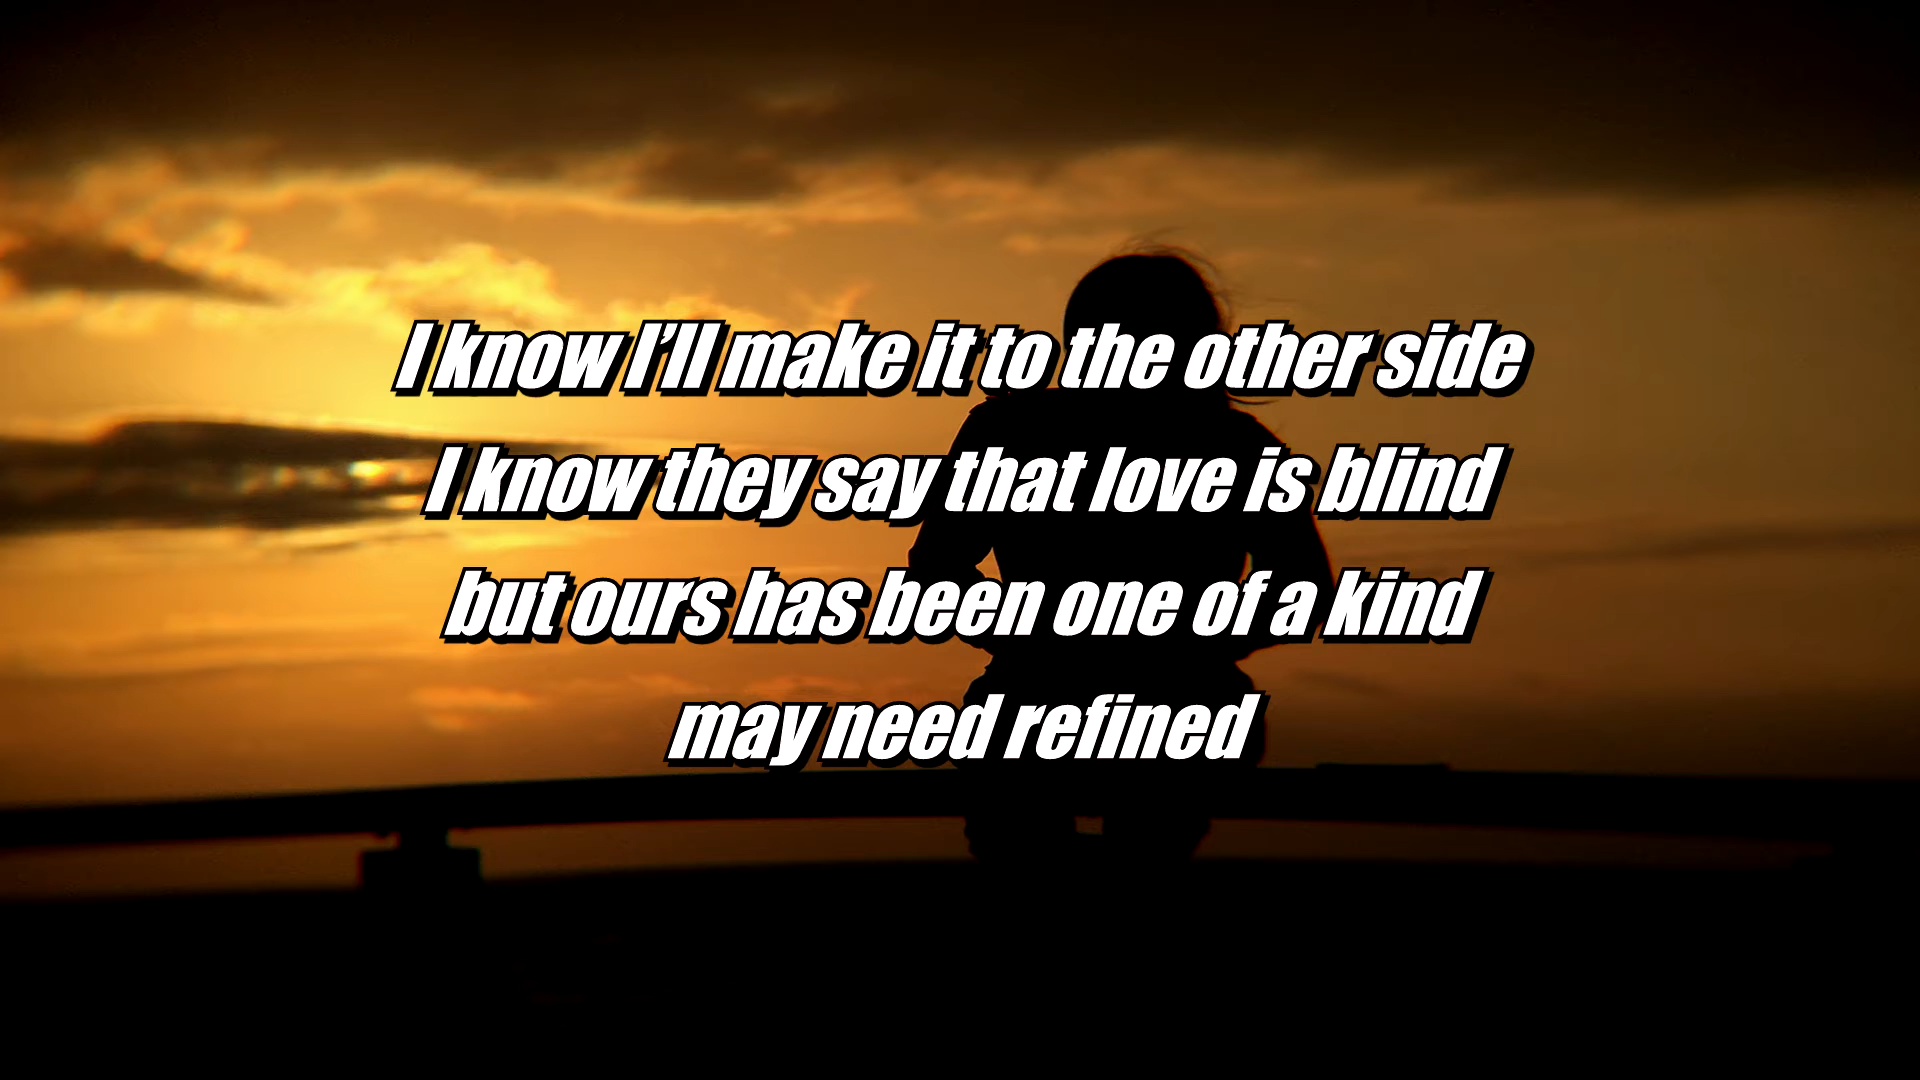 I know I’ll make it to the other side
I know they say that love is blind
but ours has been one of a kind
may need refined